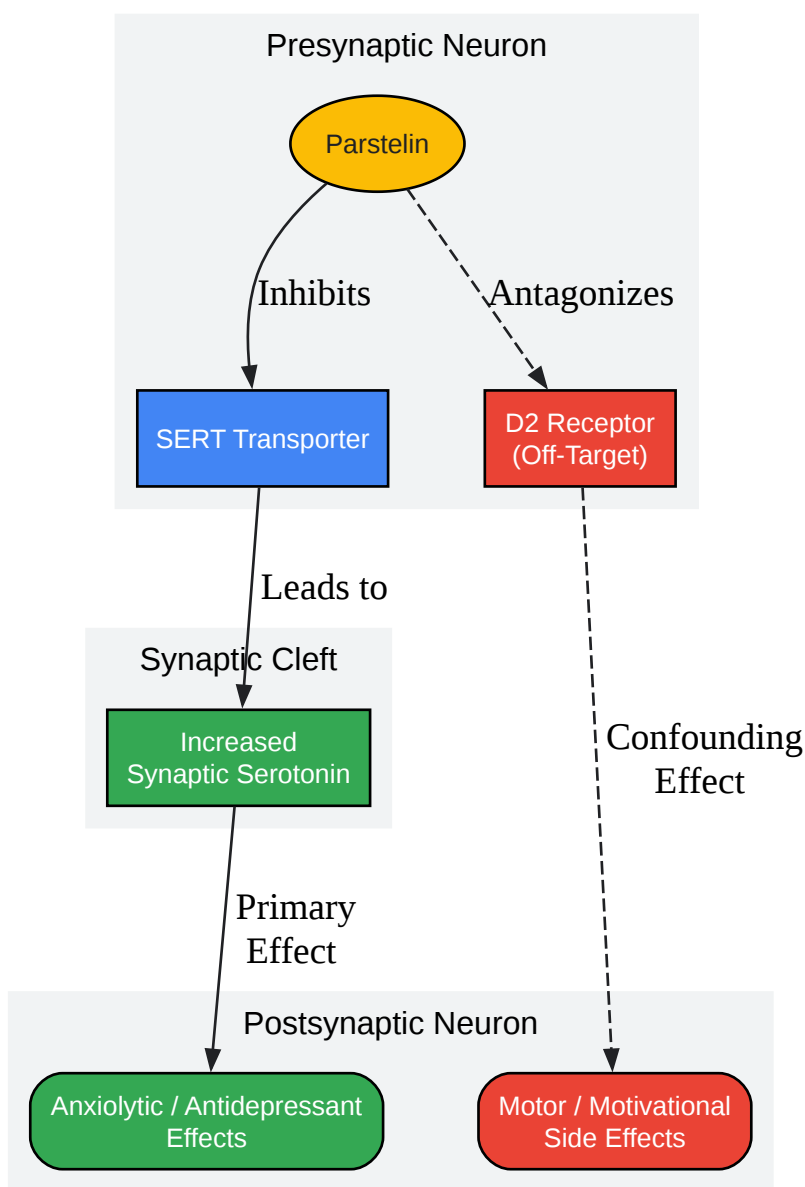 Presynaptic Neuron
Parstelin
Inhibits
Antagonizes
SERT Transporter
D2 Receptor
(Off-Target)
Leads to
Synaptic Cleft
Increased
Synaptic Serotonin
Confounding
Effect
Primary
Effect
Postsynaptic Neuron
Anxiolytic / Antidepressant
Effects
Motor / Motivational
Side Effects